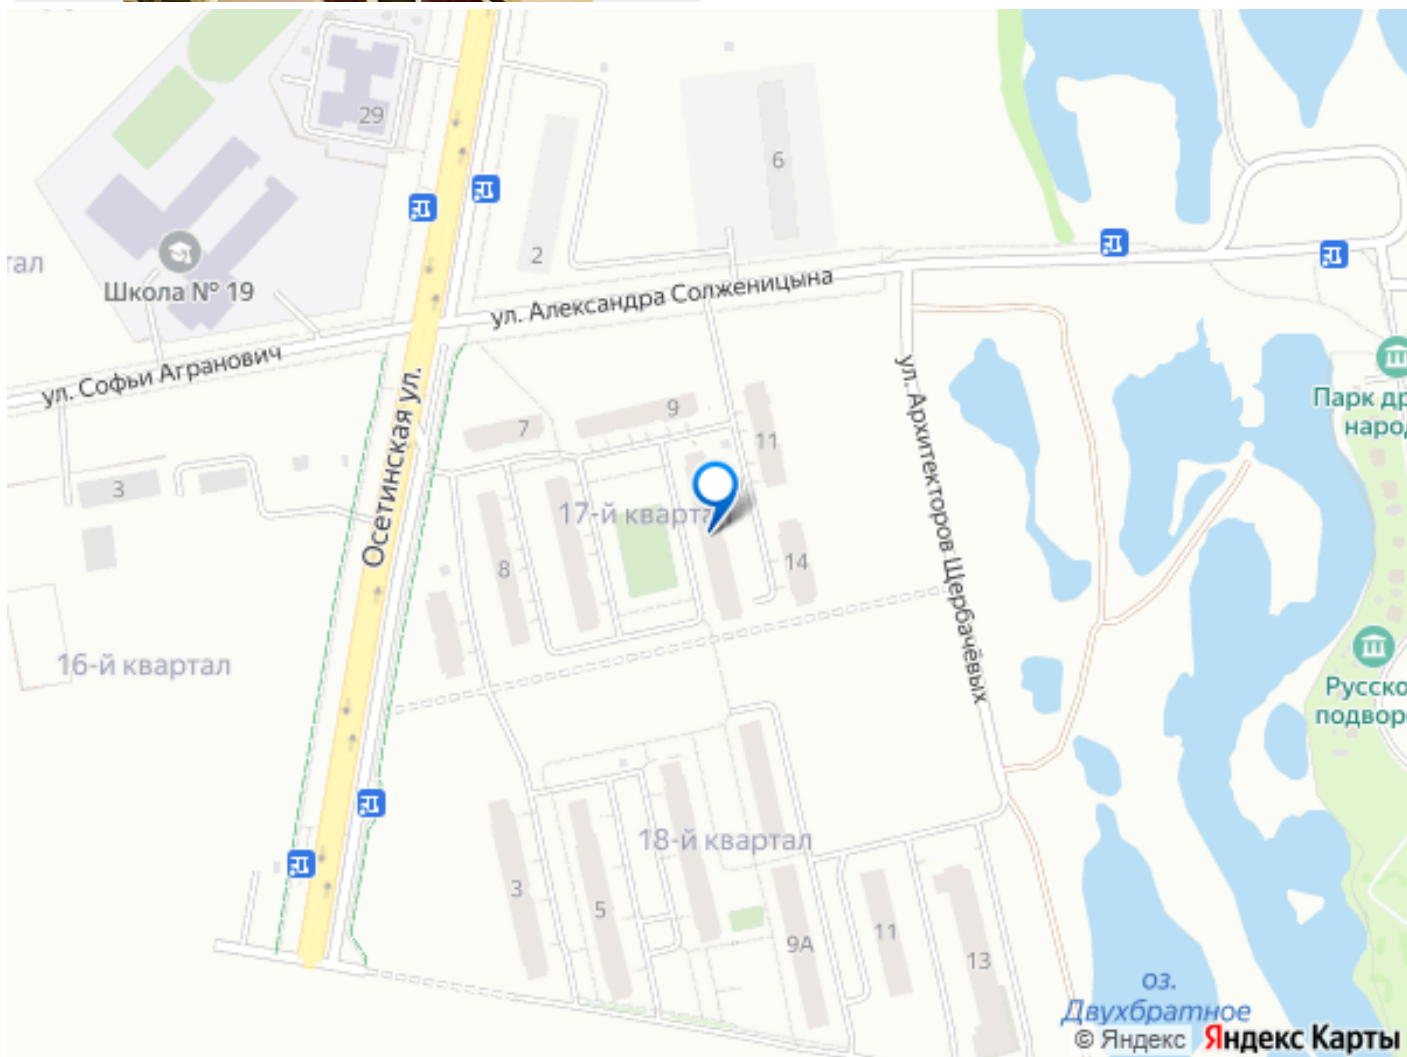 29
6
2
тал
Школа № 19
ул. Александра Солженицына
ул. Софьи Агранович
Осетинская ул.
ул. Архитекторов Щербачёвых
Парк др
народ
7
9
11
3
17-й квартал
8
14
16-й квартал
Русско
подвор
18-й квартал
3
5
9А
11
13
оз.
Двухбратное
© Яндекс Яндекс Карты